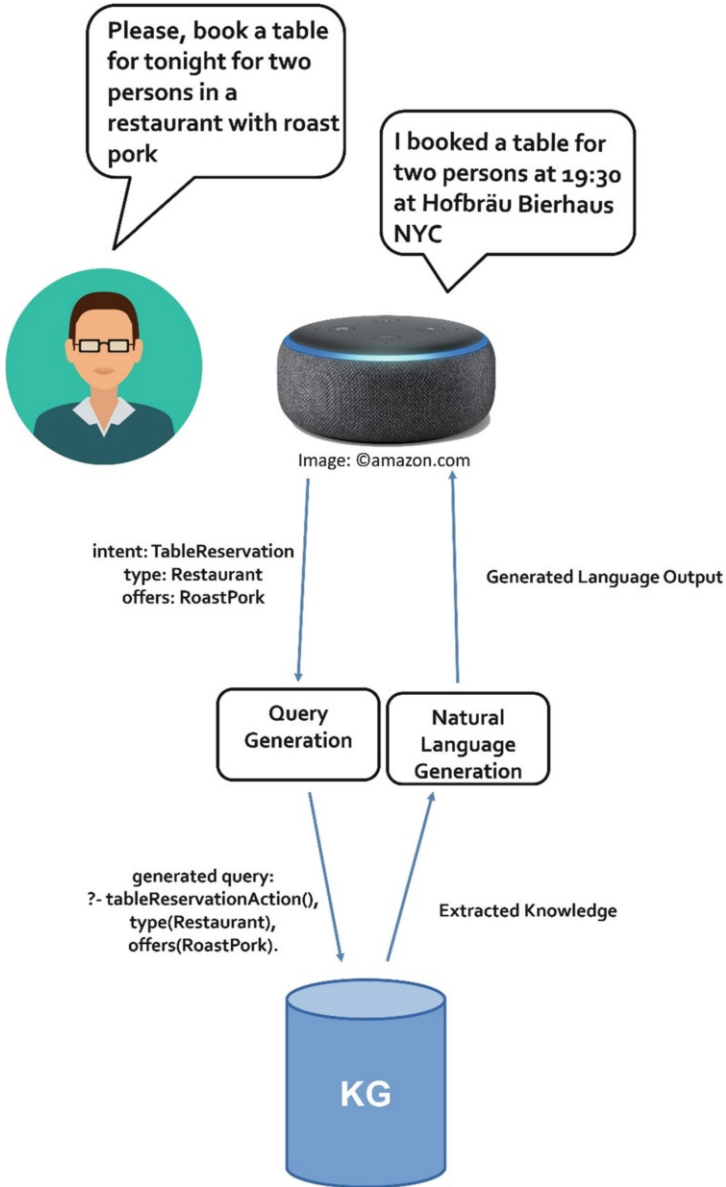 Please, book a table
for tonight for two
persons in a
restaurant with roast
pork
I booked a table for
two persons at 19:30
at Hofbräu Bierhaus
NYC
Image: ©amazon.com
intent: TableReservation
type: Restaurant
offers: RoastPork
Generated Language Output
Query
Generation
Natural
Language
Generation
generated query:
?- tableReservationAction(),
type(Restaurant),
offers(RoastPork).
Extracted Knowledge
KG